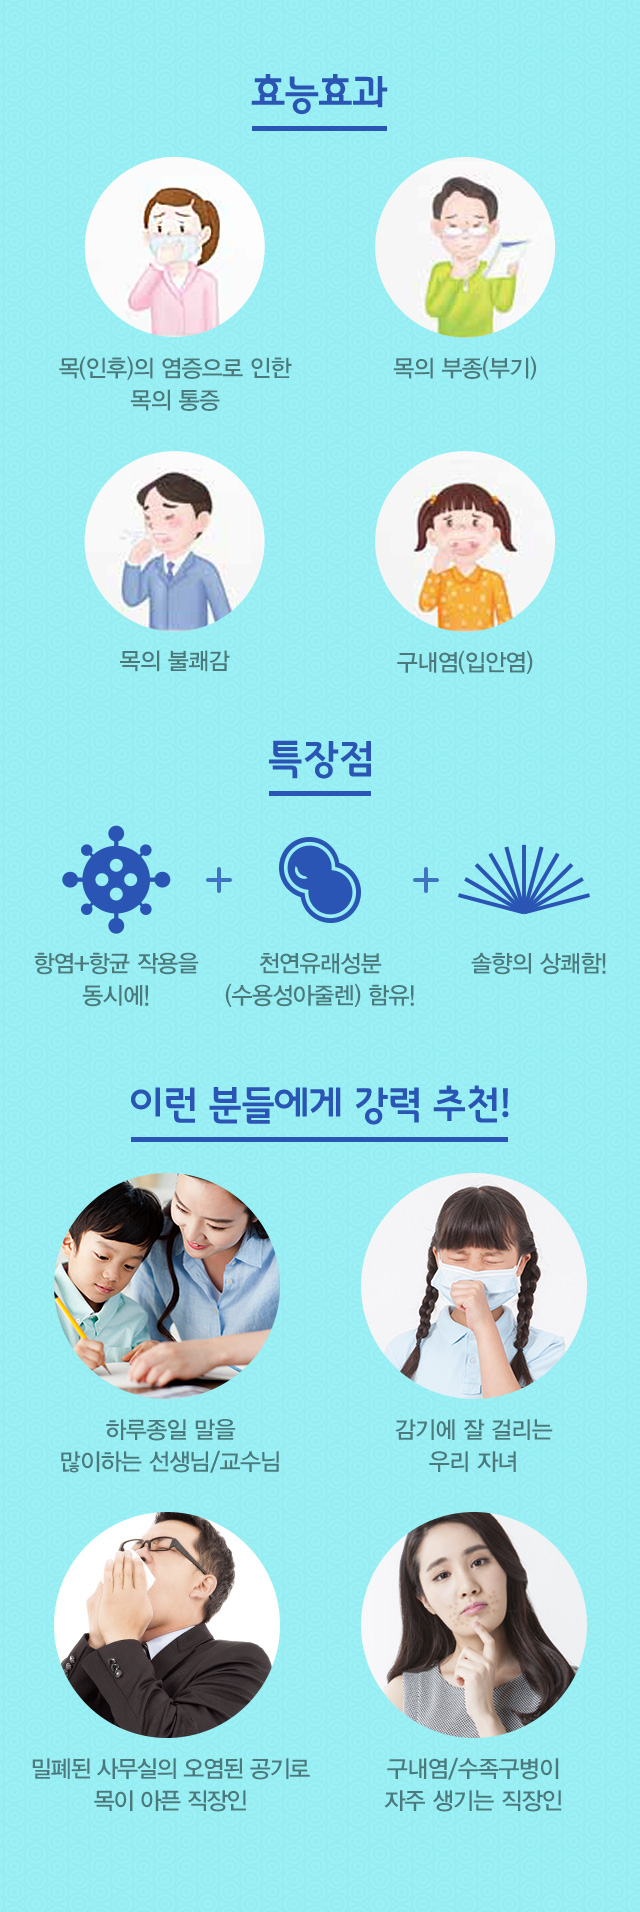 효능효과
목(인후)의 염증으로 인한
목의 통증
목의 부종(부기)
목의 불쾌감
구내염(입안염)
특장점
항염+항균 작용을
동시에!
천연유래성분
(수용성아줄렌) 함유!
솔향의 상쾌함!
이런 분들에게 강력 추천!
하루종일 말을
많이하는 선생님/교수님
감기에 잘 걸리는
우리 자녀
밀폐된 사무실의 오염된 공기로
목이 아픈 직장인
구내염/수족구병이
자주 생기는 직장인